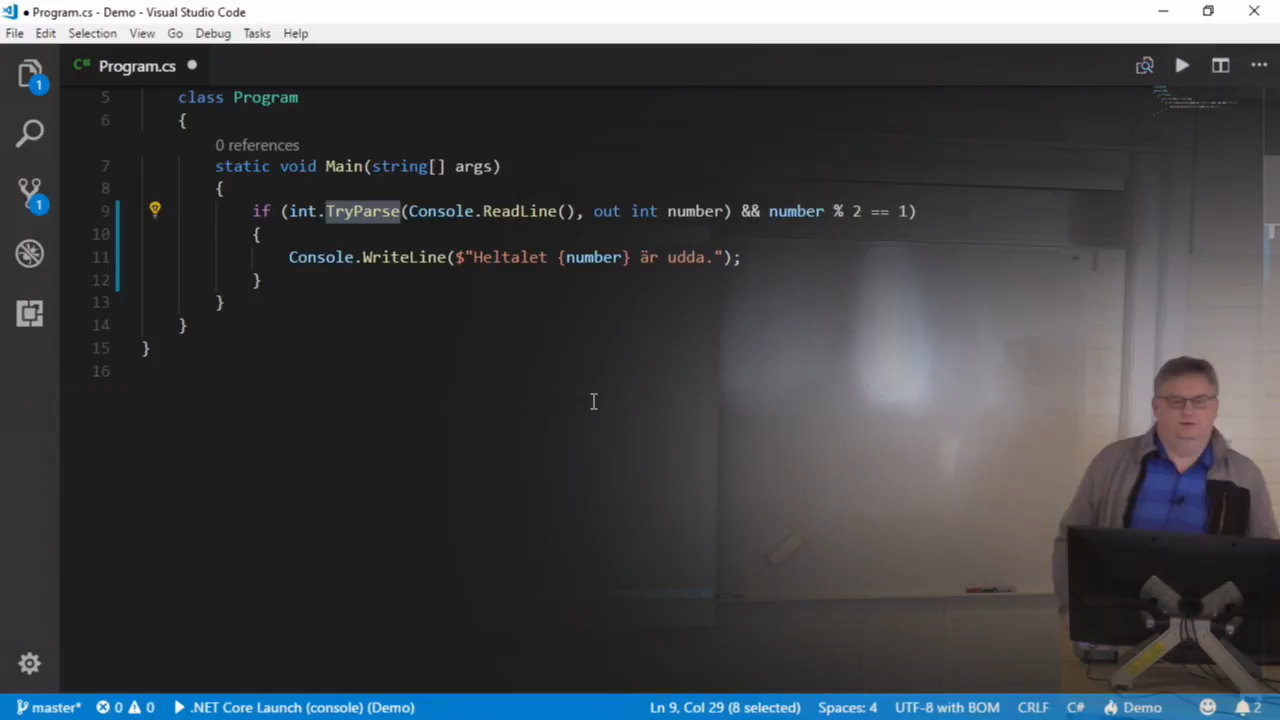 ● Program.cs - Demo - Visual Studio Code
File Edit Selection View Go Debug Tasks Help
C# Program.cs
1
1
5 class Program
6 {
0 references
7 static void Main(string[] args)
8 {
9 if (int.TryParse(Console.ReadLine(), out int number) && number % 2 == 1)
10 {
11 Console.WriteLine($"Heltalet {number} är udda.");
12 }
13 }
14 }
15 }
16
master* 0 0 .NET Core Launch (console) (Demo) Ln 9, Col 29 (8 selected) Spaces: 4 UTF-8 with BOM CRLF C# Demo 2